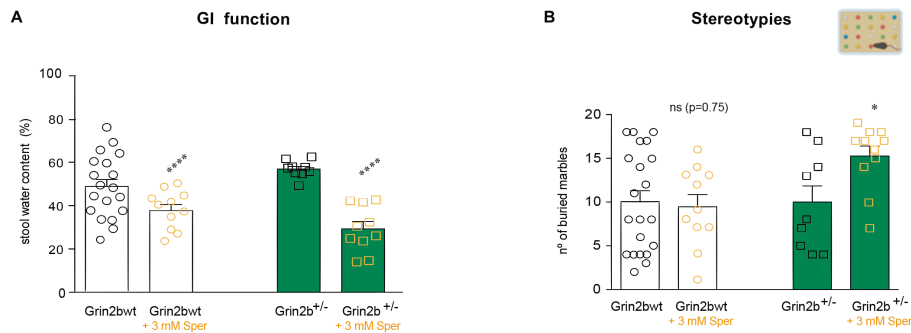 A
GI function
stool water content (%)
100
80
60
40
20
0
****
****
Grin2bwt
Grin2bwt
+ 3 mM Sper
Grin2b+/-
Grin2b +/-
+ 3 mM Sper
B
Stereotypies
nº of buried marbles
20
15
10
5
0
ns (p=0.75)
*
Grin2bwt
Grin2bwt
+ 3 mM Sper
Grin2b+/-
Grin2b +/-
+ 3 mM Sper